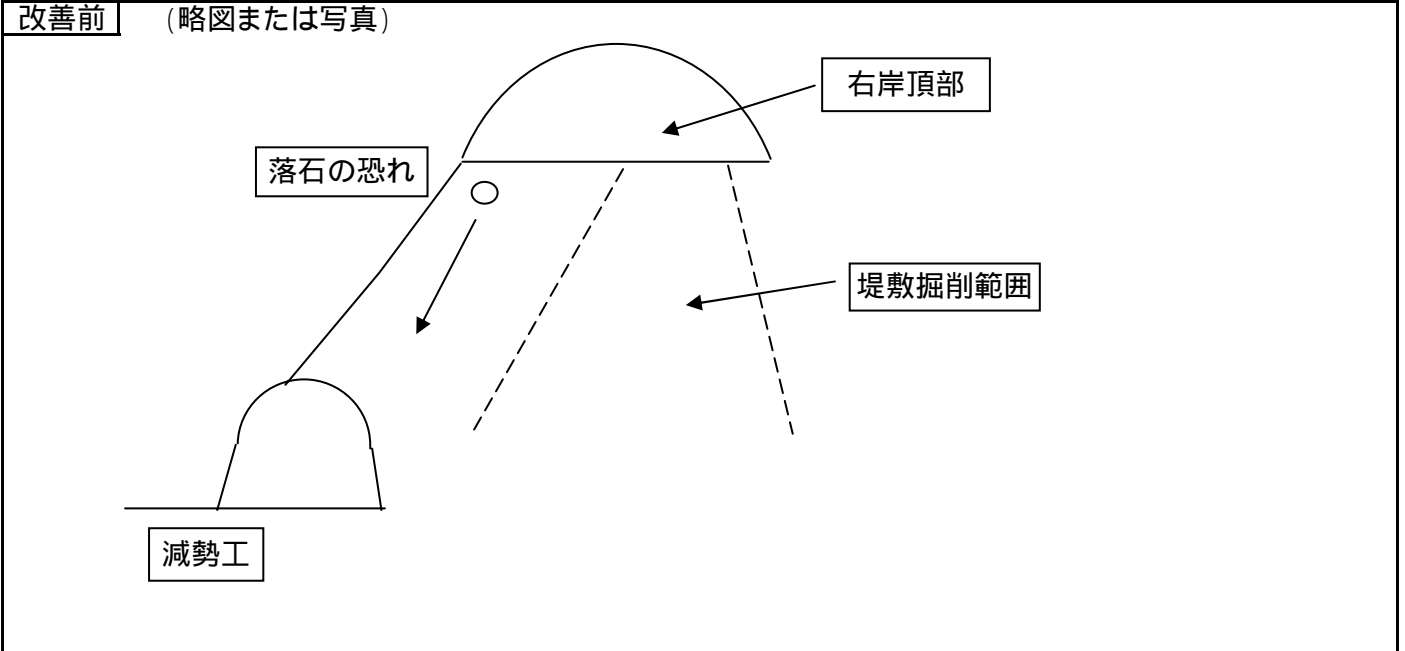 改善前 (略図または写真)
右岸頂部
落石の恐れ
堤敷掘削範囲
減勢工